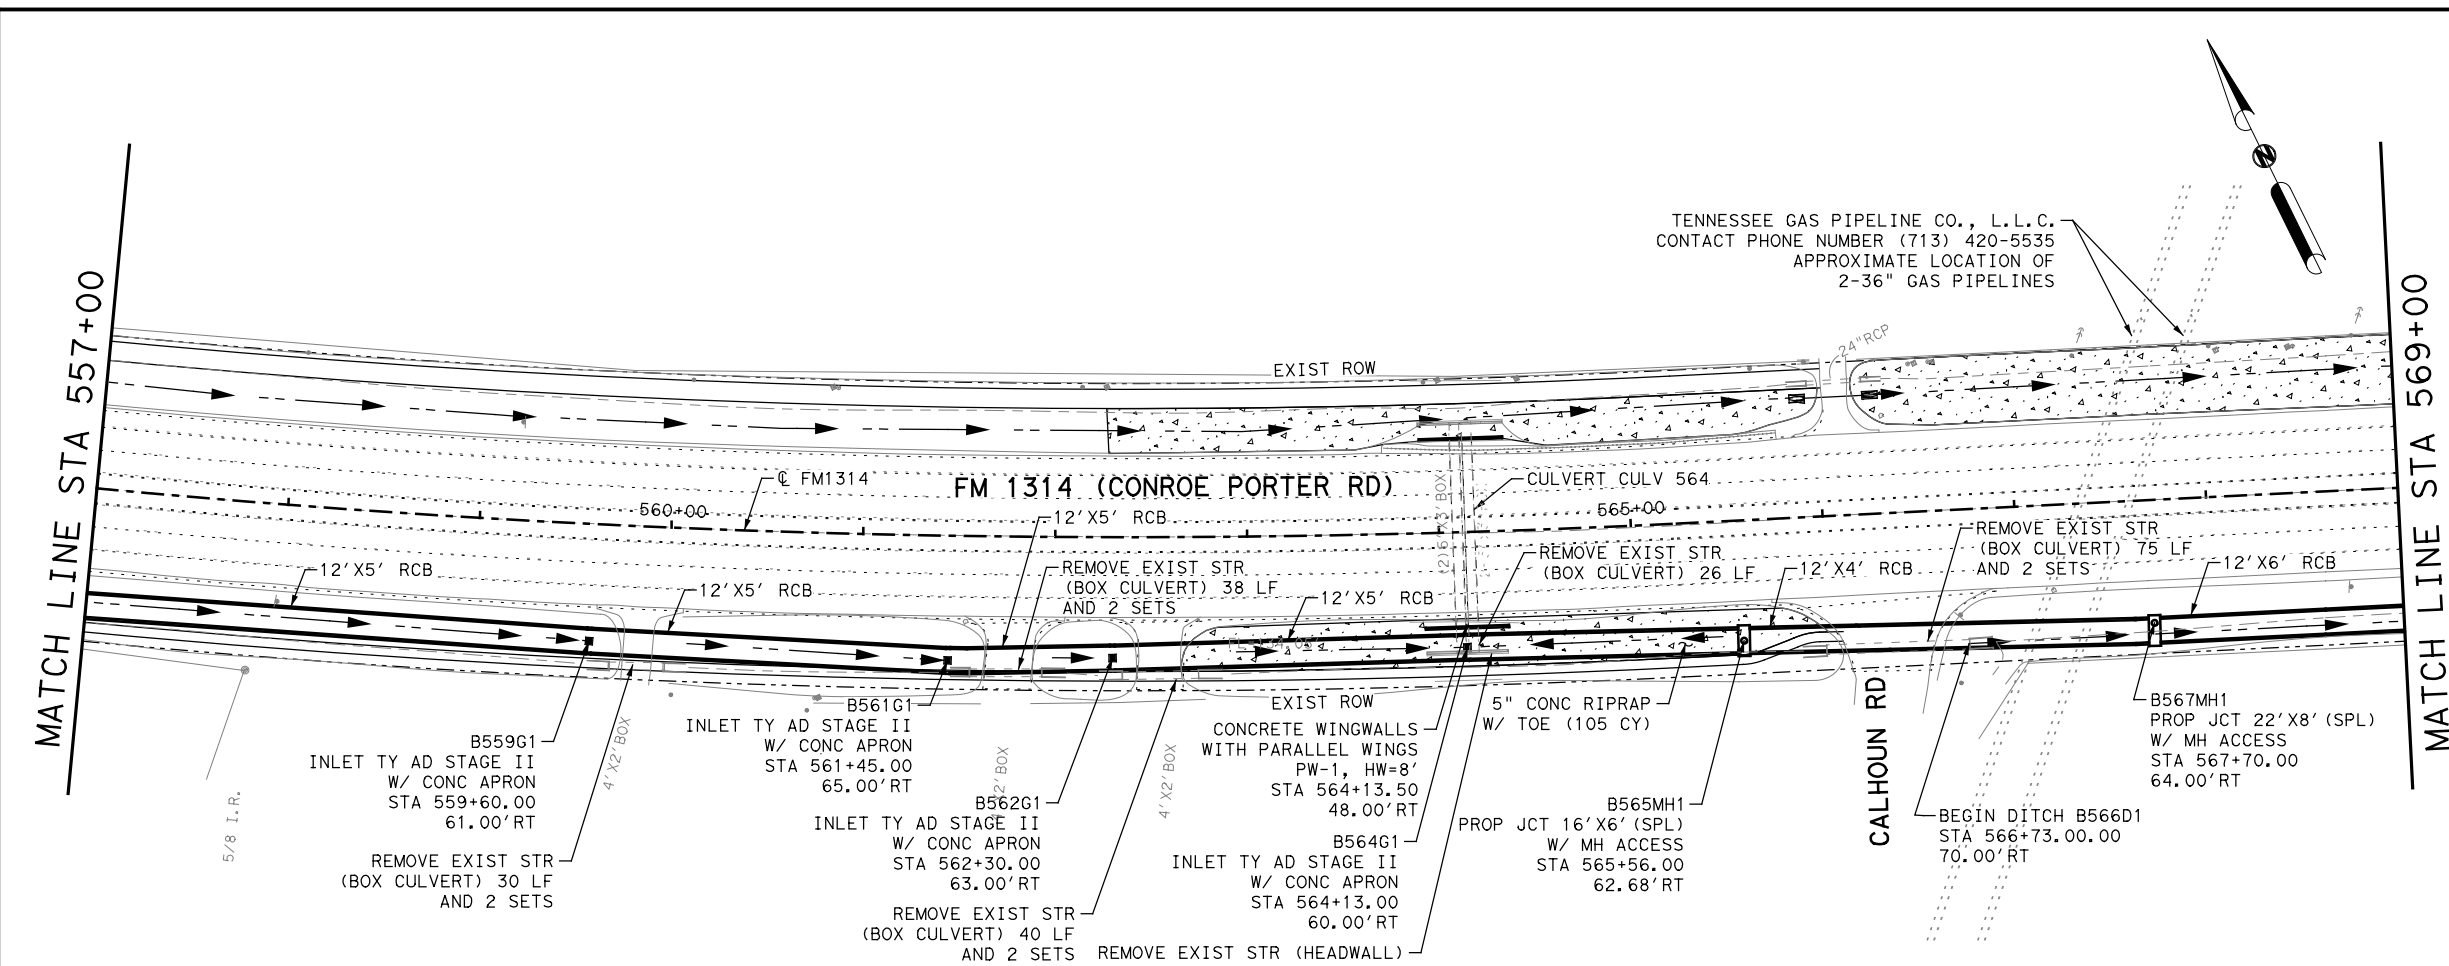 TENNESSEE GAS PIPELINE CO., L.L.C.
CONTACT PHONE NUMBER (713) 420-5535
APPROXIMATE LOCATION OF
2-36" GAS PIPELINES
N
MATCH LINE STA 557+00
MATCH LINE STA 569+00
EXIST ROW
24"RCP
℄ FM1314
FM 1314 (CONROE PORTER RD)
CULVERT CULV 564
560+00
565+00
12'X5' RCB
REMOVE EXIST STR
(BOX CULVERT) 75 LF
AND 2 SETS
REMOVE EXIST STR
(BOX CULVERT) 26 LF
12'X5' RCB
12'X5' RCB
REMOVE EXIST STR
(BOX CULVERT) 38 LF
AND 2 SETS
12'X5' RCB
12'X4' RCB
12'X6' RCB
EXIST ROW
B559G1
INLET TY AD STAGE II
W/ CONC APRON
STA 559+60.00
61.00'RT
REMOVE EXIST STR
(BOX CULVERT) 30 LF
AND 2 SETS
5/8 I.R.
4'X2'BOX
B561G1
INLET TY AD STAGE II
W/ CONC APRON
STA 561+45.00
65.00'RT
B562G1
INLET TY AD STAGE II
W/ CONC APRON
STA 562+30.00
63.00'RT
REMOVE EXIST STR
(BOX CULVERT) 40 LF
AND 2 SETS
4'X2'BOX
4'X2'BOX
CONCRETE WINGWALLS
WITH PARALLEL WINGS
PW-1, HW=8'
STA 564+13.50
48.00'RT
B564G1
INLET TY AD STAGE II
W/ CONC APRON
STA 564+13.00
60.00'RT
REMOVE EXIST STR (HEADWALL)
5" CONC RIPRAP
W/ TOE (105 CY)
B565MH1
PROP JCT 16'X6'(SPL)
W/ MH ACCESS
STA 565+56.00
62.68'RT
CALHOUN RD
BEGIN DITCH B566D1
STA 566+73.00.00
70.00'RT
B567MH1
PROP JCT 22'X8'(SPL)
W/ MH ACCESS
STA 567+70.00
64.00'RT